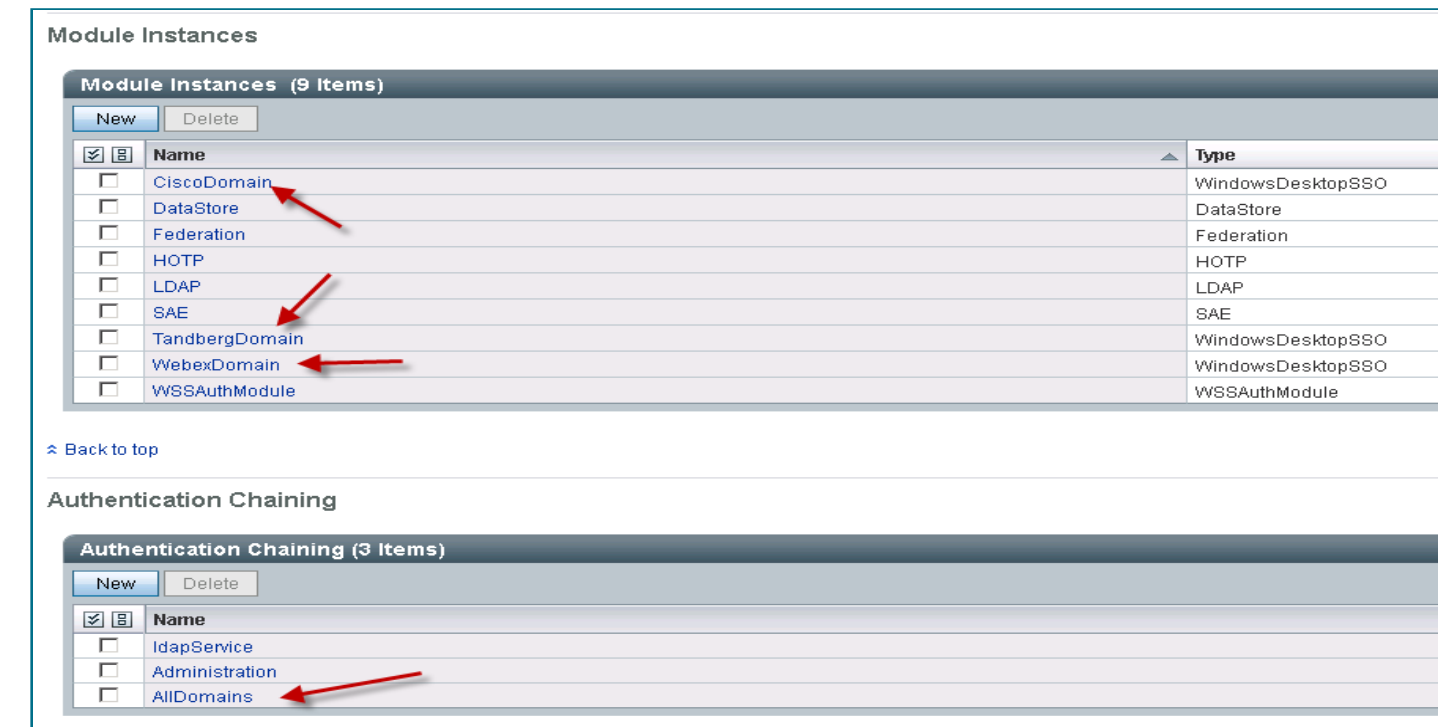 Module Instances
Module Instances (9 Items)
New Delete
Name Type
CiscoDomain WindowsDesktopSSO
DataStore DataStore
Federation Federation
HOTP HOTP
LDAP LDAP
SAE SAE
TandbergDomain WindowsDesktopSSO
WebexDomain WindowsDesktopSSO
WSSAuthModule WSSAuthModule
Back to top
Authentication Chaining
Authentication Chaining (3 Items)
New Delete
Name
ldapService
Administration
AllDomains